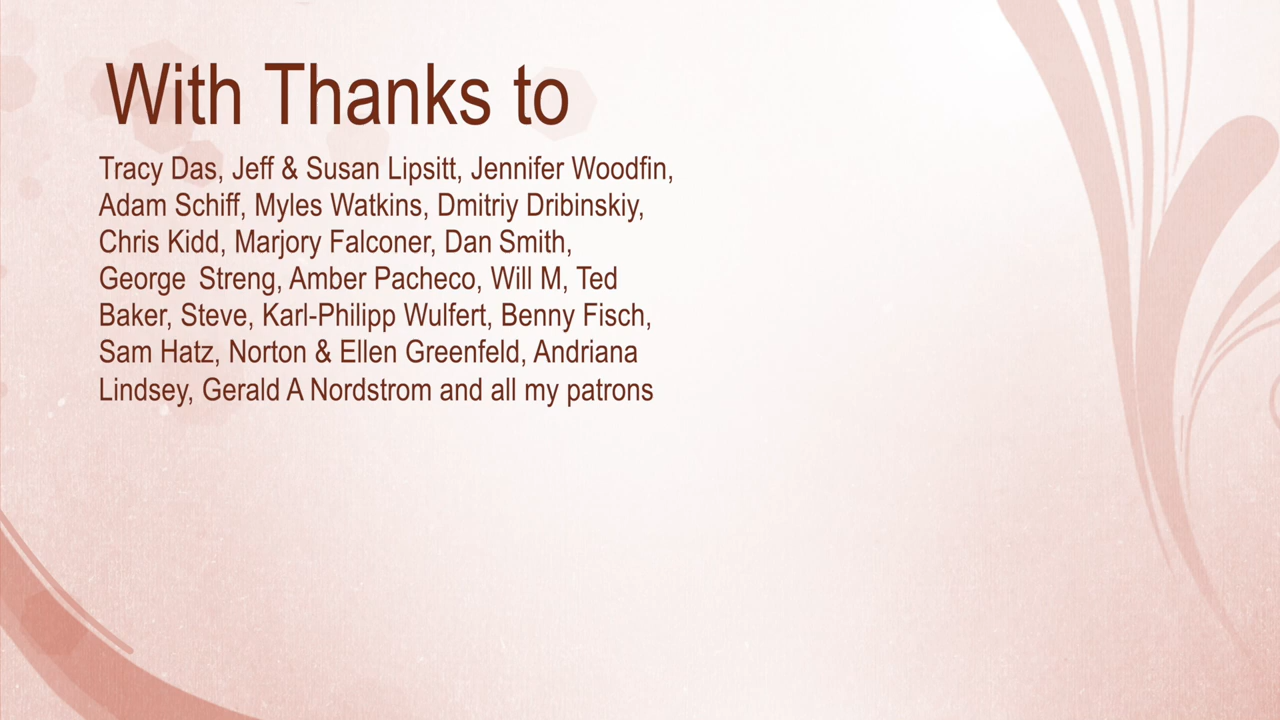 With Thanks to
Tracy Das, Jeff & Susan Lipsitt, Jennifer Woodfin,
Adam Schiff, Myles Watkins, Dmitriy Dribinskiy,
Chris Kidd, Marjory Falconer, Dan Smith,
George Streng, Amber Pacheco, Will M, Ted
Baker, Steve, Karl-Philipp Wulfert, Benny Fisch,
Sam Hatz, Norton & Ellen Greenfeld, Andriana
Lindsey, Gerald A Nordstrom and all my patrons